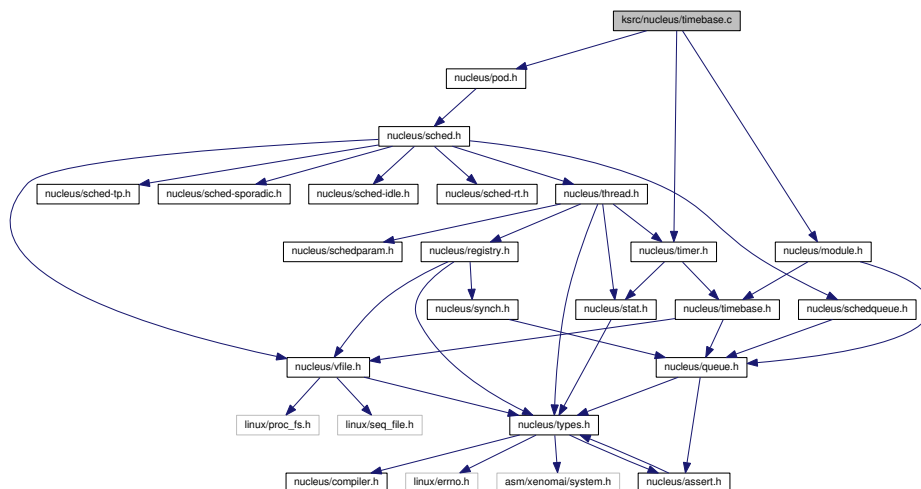 ksrc/nucleus/timebase.c
nucleus/pod.h
nucleus/sched.h
nucleus/sched-tp.h
nucleus/sched-sporadic.h
nucleus/sched-idle.h
nucleus/sched-rt.h
nucleus/thread.h
nucleus/schedparam.h
nucleus/registry.h
nucleus/timer.h
nucleus/module.h
nucleus/synch.h
nucleus/stat.h
nucleus/timebase.h
nucleus/schedqueue.h
nucleus/vfile.h
nucleus/queue.h
linux/proc_fs.h
linux/seq_file.h
nucleus/types.h
nucleus/compiler.h
linux/errno.h
asm/xenomai/system.h
nucleus/assert.h